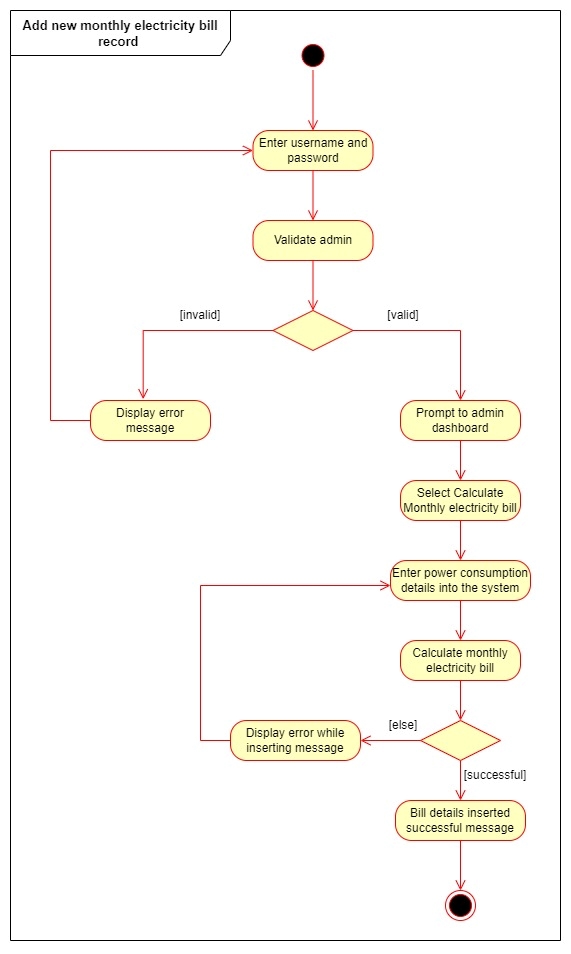 Add new monthly electricity bill
record
Enter username and
password
Validate admin
[invalid]
[valid]
Display error
message
Prompt to admin
dashboard
Select Calculate
Monthly electricity bill
Enter power consumption
details into the system
Calculate monthly
electricity bill
[else]
Display error while
inserting message
[successful]
Bill details inserted
successful message